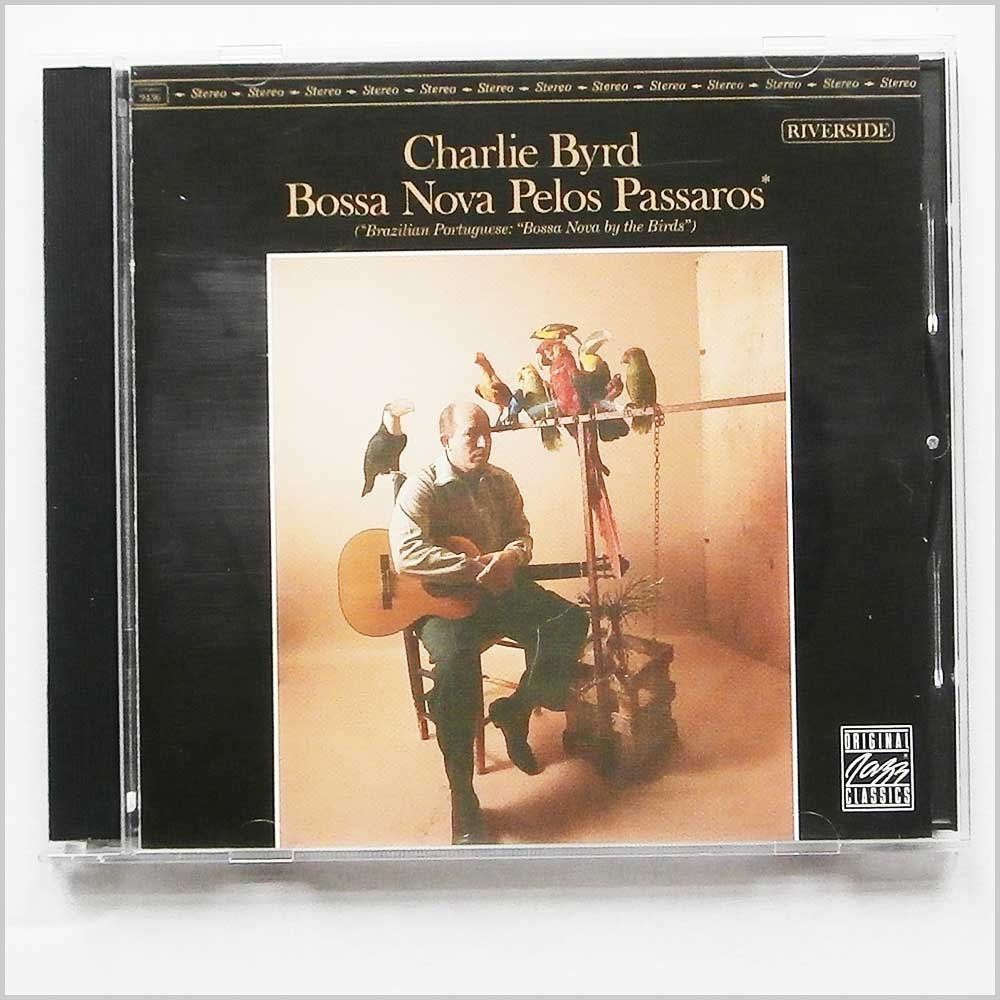 9436 Stereo Stereo Stereo Stereo Stereo Stereo Stereo Stereo Stereo Stereo Stereo Stereo Stereo
RIVERSIDE
Charlie Byrd
Bossa Nova Pelos Passaros*
(*Brazilian Portuguese: "Bossa Nova by the Birds")
ORIGINAL
Jazz
CLASSICS